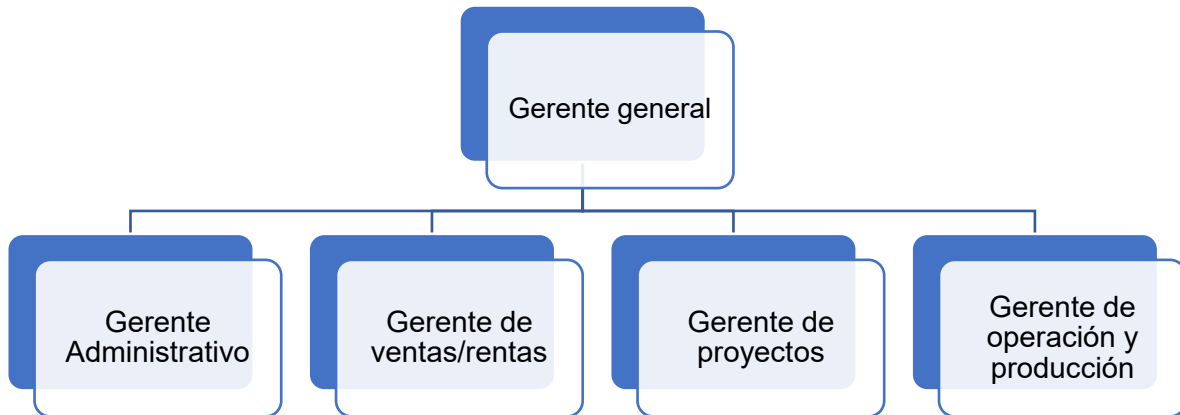 Gerente general
Gerente
Administrativo
Gerente de
ventas/rentas
Gerente de
proyectos
Gerente de
operación y
producción